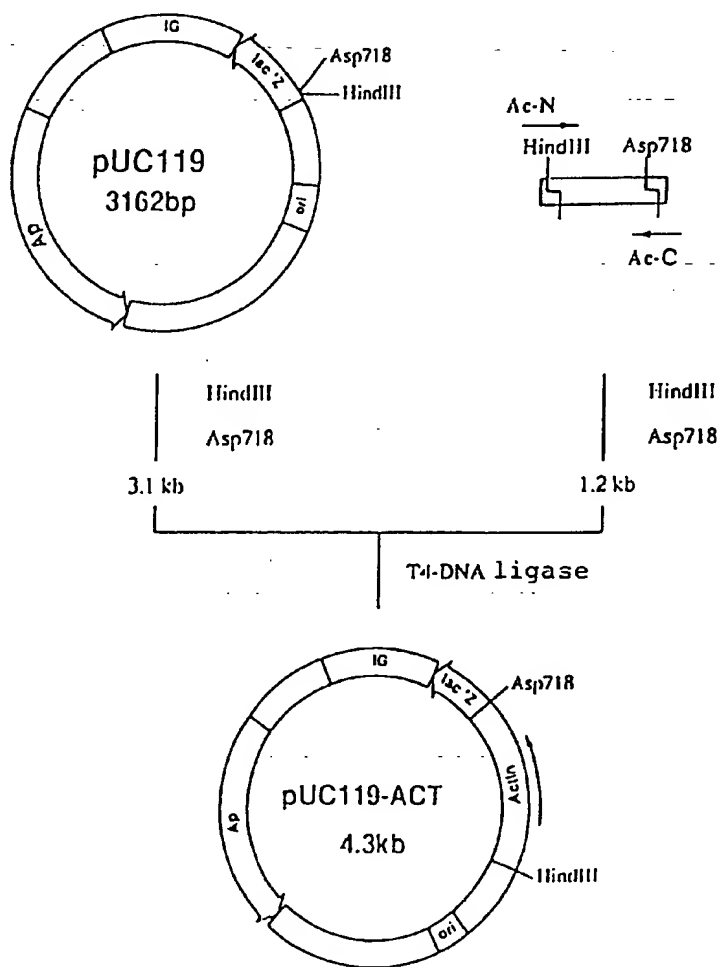 IG
lac 'Z
Asp718
HindIII
pUC119
3162bp
ori
Ap
Ac-N
HindIII
Asp718
Ac-C
HindIII
Asp718
3.1 kb
HindIII
Asp718
1.2 kb
T4-DNA ligase
IG
lac 'Z
Asp718
Actin
pUC119-ACT
4.3kb
Ap
HindIII
ori